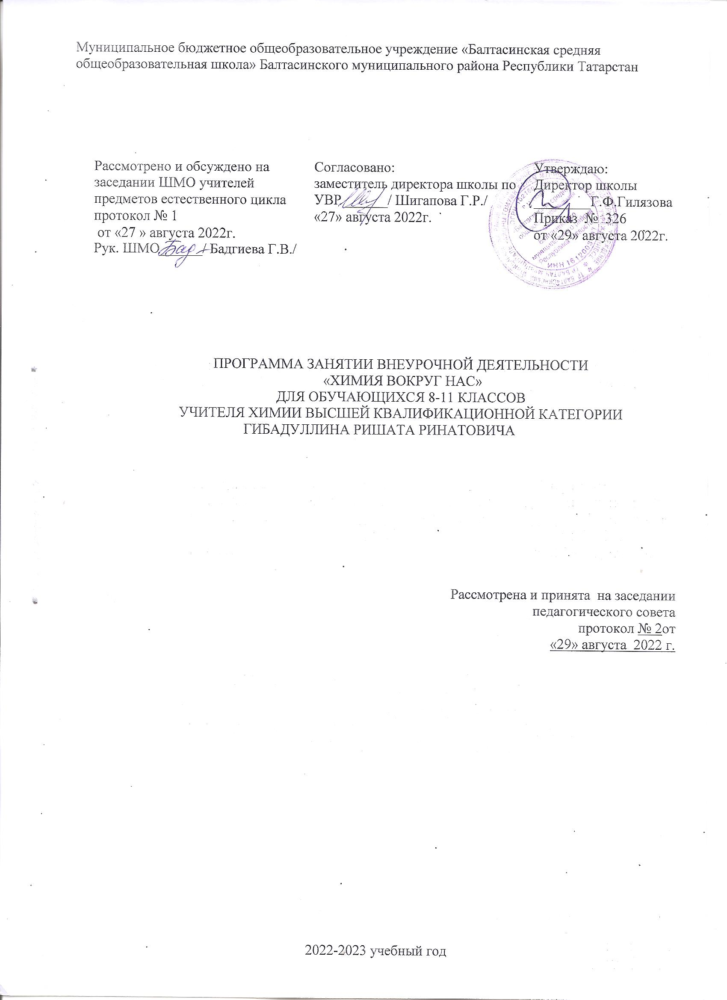 Муниципальное бюджетное общеобразовательное учреждение «Балтасинская средняя
общеобразовательная школа» Балтасинского муниципального района Республики Татарстан
Рассмотрено и обсуждено на
заседании ШМО учителей
предметов естественного цикла
протокол № 1
от «27 » августа 2022г.
Рук. ШМО Бад / Бадгиева Г.В./
Согласовано:
заместитель директора школы по
УВР / Шигапова Г.Р./
«27» августа 2022г.
Утверждаю:
Директор школы
Г.Ф.Гилязова
Приказ № 326
от «29» августа 2022г.
ПРОГРАММА ЗАНЯТИИ ВНЕУРОЧНОЙ ДЕЯТЕЛЬНОСТИ
«ХИМИЯ ВОКРУГ НАС»
ДЛЯ ОБУЧАЮЩИХСЯ 8-11 КЛАССОВ
УЧИТЕЛЯ ХИМИИ ВЫСШЕЙ КВАЛИФИКАЦИОННОЙ КАТЕГОРИИ
ГИБАДУЛЛИНА РИШАТА РИНАТОВИЧА
Рассмотрена и принята на заседании
педагогического совета
протокол № 2от
«29» августа 2022 г.
2022-2023 учебный год